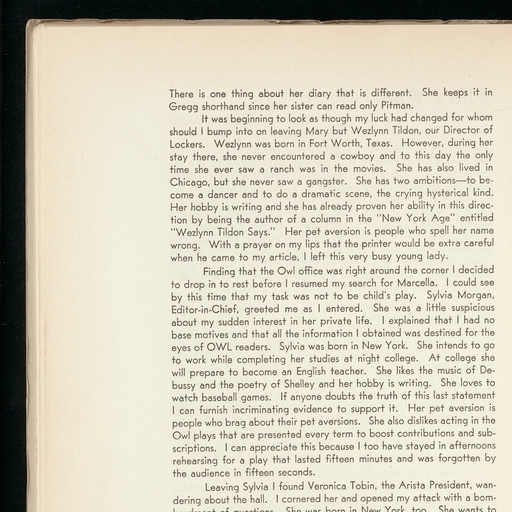 There is one thing about her diary that is different. She keeps it in
Gregg shorthand since her sister can read only Pitman.
It was beginning to look as though my luck had changed for whom
should I bump into on leaving Mary but Wezlynn Tildon, our Director of
Lockers. Wezlynn was born in Fort Worth, Texas. However, during her
stay there, she never encountered a cowboy and to this day the only
time she ever saw a ranch was in the movies. She has also lived in
Chicago, but she never saw a gangster. She has two ambitions—to be-
come a dancer and to do a dramatic scene, the crying hysterical kind.
Her hobby is writing and she has already proven her ability in this direc-
tion by being the author of a column in the "New York Age" entitled
"Wezlynn Tildon Says." Her pet aversion is people who spell her name
wrong. With a prayer on my lips that the printer would be extra careful
when he came to my article, I left this very busy young lady.
Finding that the Owl office was right around the corner I decided
to drop in to rest before I resumed my search for Marcella. I could see
by this time that my task was not to be child's play. Sylvia Morgan,
Editor-in-Chief, greeted me as I entered. She was a little suspicious
about my sudden interest in her private life. I explained that I had no
base motives and that all the information I obtained was destined for the
eyes of OWL readers. Sylvia was born in New York. She intends to go
to work while completing her studies at night college. At college she
will prepare to become an English teacher. She likes the music of De-
bussy and the poetry of Shelley and her hobby is writing. She loves to
watch baseball games. If anyone doubts the truth of this last statement
I can furnish incriminating evidence to support it. Her pet aversion is
people who brag about their pet aversions. She also dislikes acting in the
Owl plays that are presented every term to boost contributions and sub-
scriptions. I can appreciate this because I too have stayed in afternoons
rehearsing for a play that lasted fifteen minutes and was forgotten by
the audience in fifteen seconds.
Leaving Sylvia I found Veronica Tobin, the Arista President, wan-
dering about the hall. I cornered her and opened my attack with a bom-
bardment of questions. She was born in New York, too. She wants to